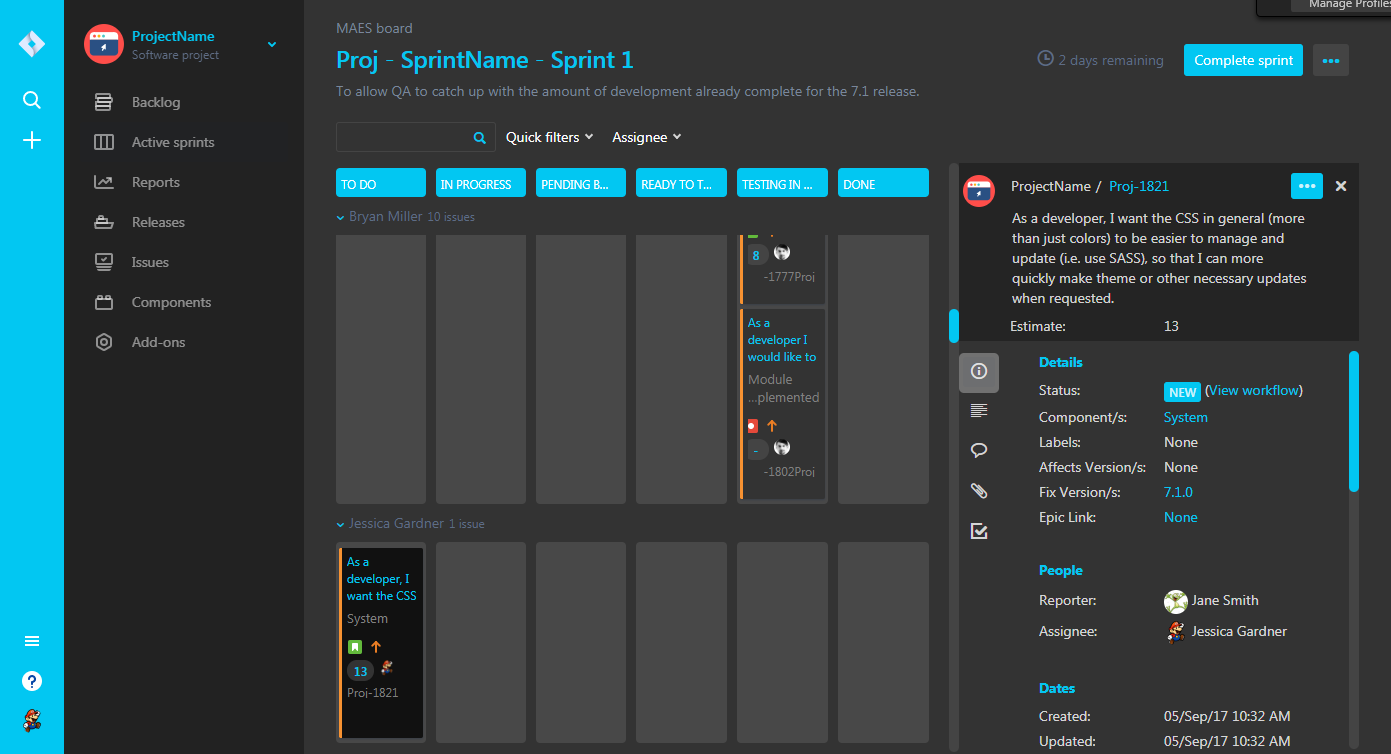 Manage Profiles
ProjectName
Software project
Backlog
Active sprints
Reports
Releases
Issues
Components
Add-ons
MAES board
Proj - SprintName - Sprint 1
2 days remaining
Complete sprint
To allow QA to catch up with the amount of development already complete for the 7.1 release.
Quick filters
Assignee
TO DO
IN PROGRESS
PENDING B...
READY TO T...
TESTING IN ...
DONE
Bryan Miller 10 issues
8
-1777Proj
As a
developer I
would like to
Module
...plemented
-
-1802Proj
Jessica Gardner 1 issue
As a
developer, I
want the CSS
System
13
Proj-1821
ProjectName / Proj-1821
As a developer, I want the CSS in general (more
than just colors) to be easier to manage and
update (i.e. use SASS), so that I can more
quickly make theme or other necessary updates
when requested.
Estimate: 13
Details
Status: NEW (View workflow)
Component/s: System
Labels: None
Affects Version/s: None
Fix Version/s: 7.1.0
Epic Link: None
People
Reporter: Jane Smith
Assignee: Jessica Gardner
Dates
Created: 05/Sep/17 10:32 AM
Updated: 05/Sep/17 10:32 AM